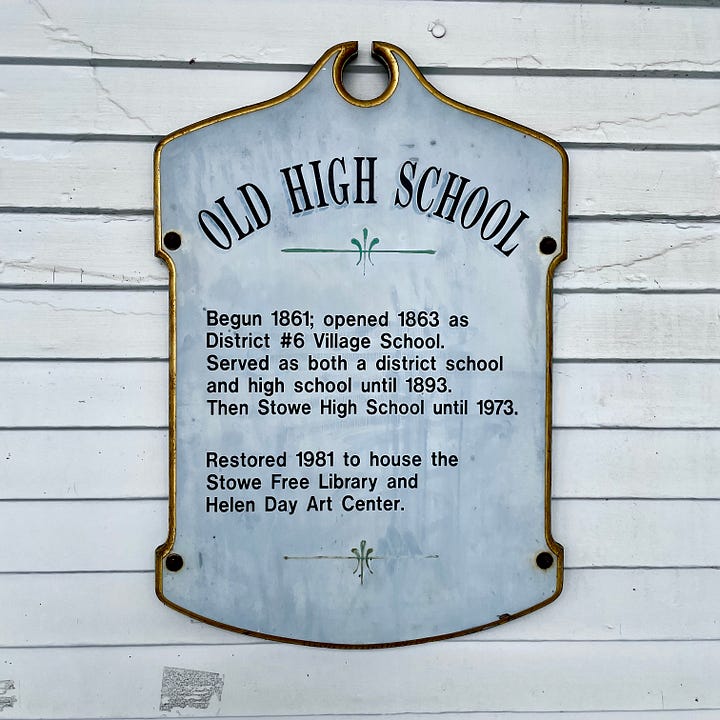 OLD HIGH SCHOOL
Begun 1861; opened 1863 as
District #6 Village School.
Served as both a district school
and high school until 1893.
Then Stowe High School until 1973.
Restored 1981 to house the
Stowe Free Library and
Helen Day Art Center.